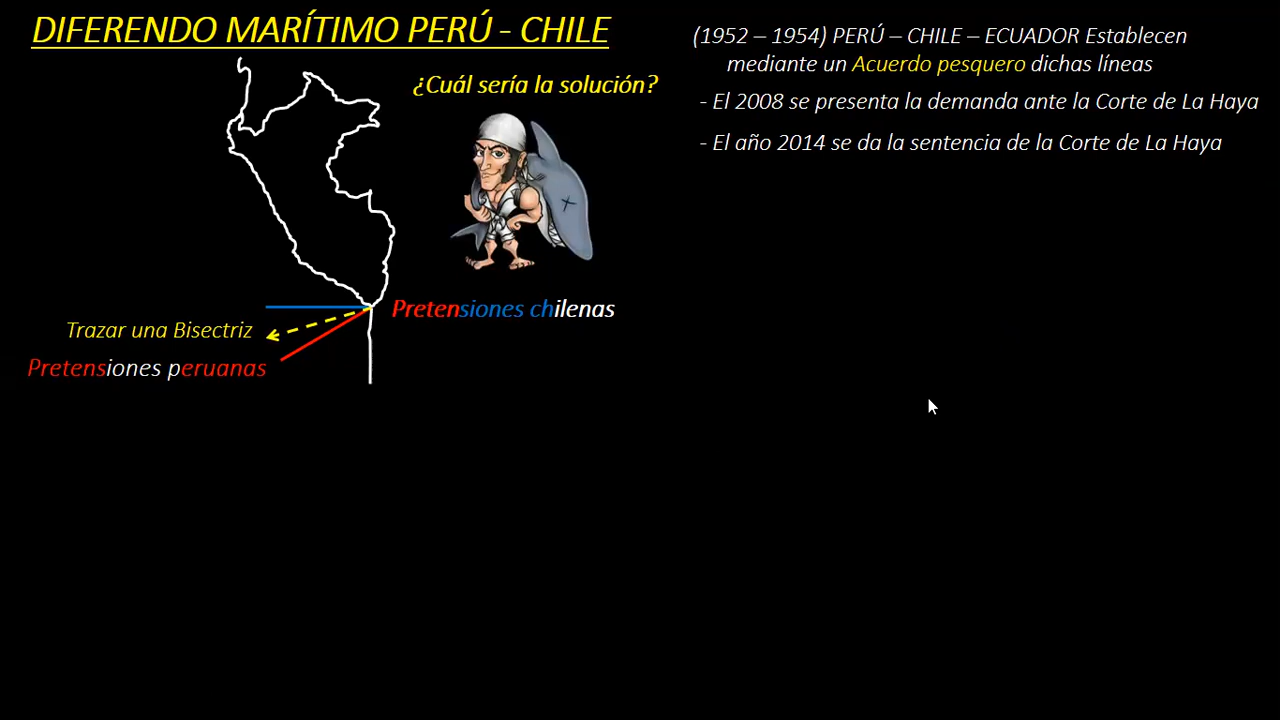 DIFERENDO MARÍTIMO PERÚ - CHILE
¿Cuál sería la solución?
Pretensiones chilenas
Trazar una Bisectriz
Pretensiones peruanas
(1952 – 1954) PERÚ – CHILE – ECUADOR Establecen
mediante un Acuerdo pesquero dichas líneas
- El 2008 se presenta la demanda ante la Corte de La Haya
- El año 2014 se da la sentencia de la Corte de La Haya